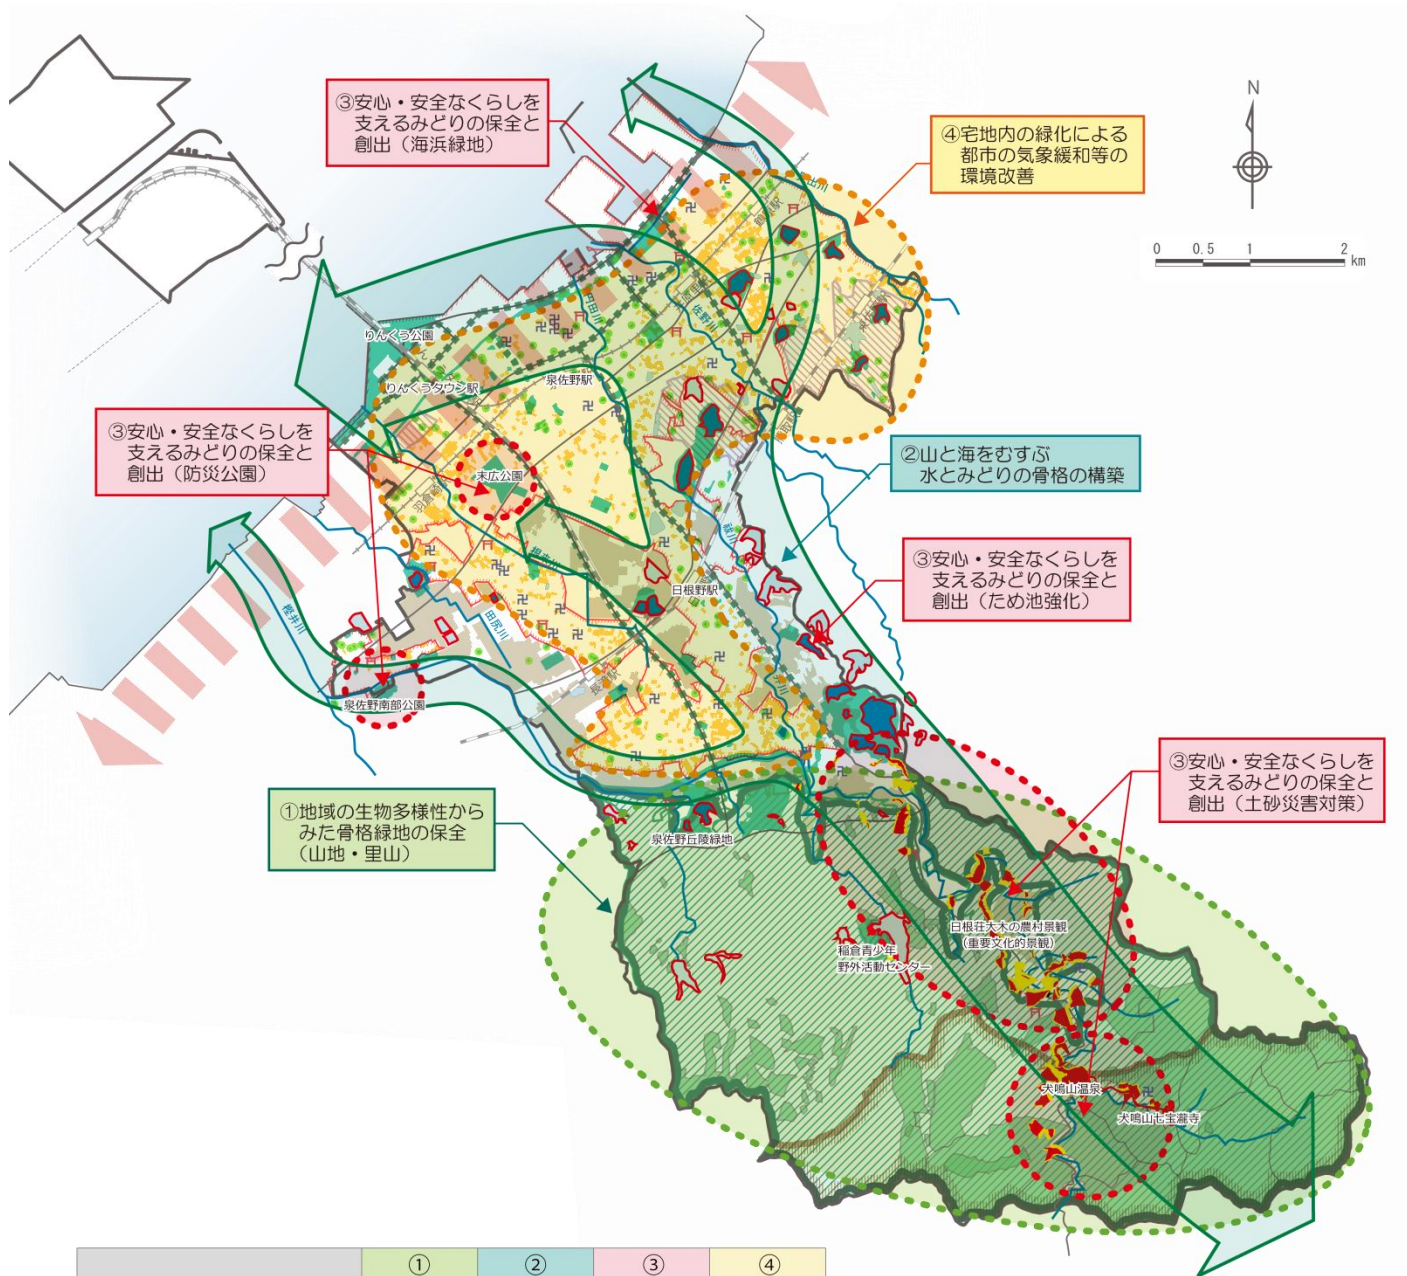 ③安心・安全なくらしを
支えるみどりの保全と
創出（海浜緑地）
④宅地内の緑化による
都市の気象緩和等の
環境改善
N
0 0.5 1 2 km
りんくう公園
りんくうタウン駅
泉佐野駅
佐野川
③安心・安全なくらしを
支えるみどりの保全と
創出（防災公園）
末広公園
②山と海をむすぶ
水とみどりの骨格の構築
③安心・安全なくらしを
支えるみどりの保全と
創出（ため池強化）
日根野駅
樫井川
田尻川
泉佐野南部公園
③安心・安全なくらしを
支えるみどりの保全と
創出（土砂災害対策）
①地域の生物多様性から
みた骨格緑地の保全
（山地・里山）
泉佐野丘陵緑地
日根荘大木の農村景観
（重要文化的景観）
稲倉青少年
野外活動センター
犬鳴山温泉
犬鳴山七宝瀧寺
① ② ③ ④